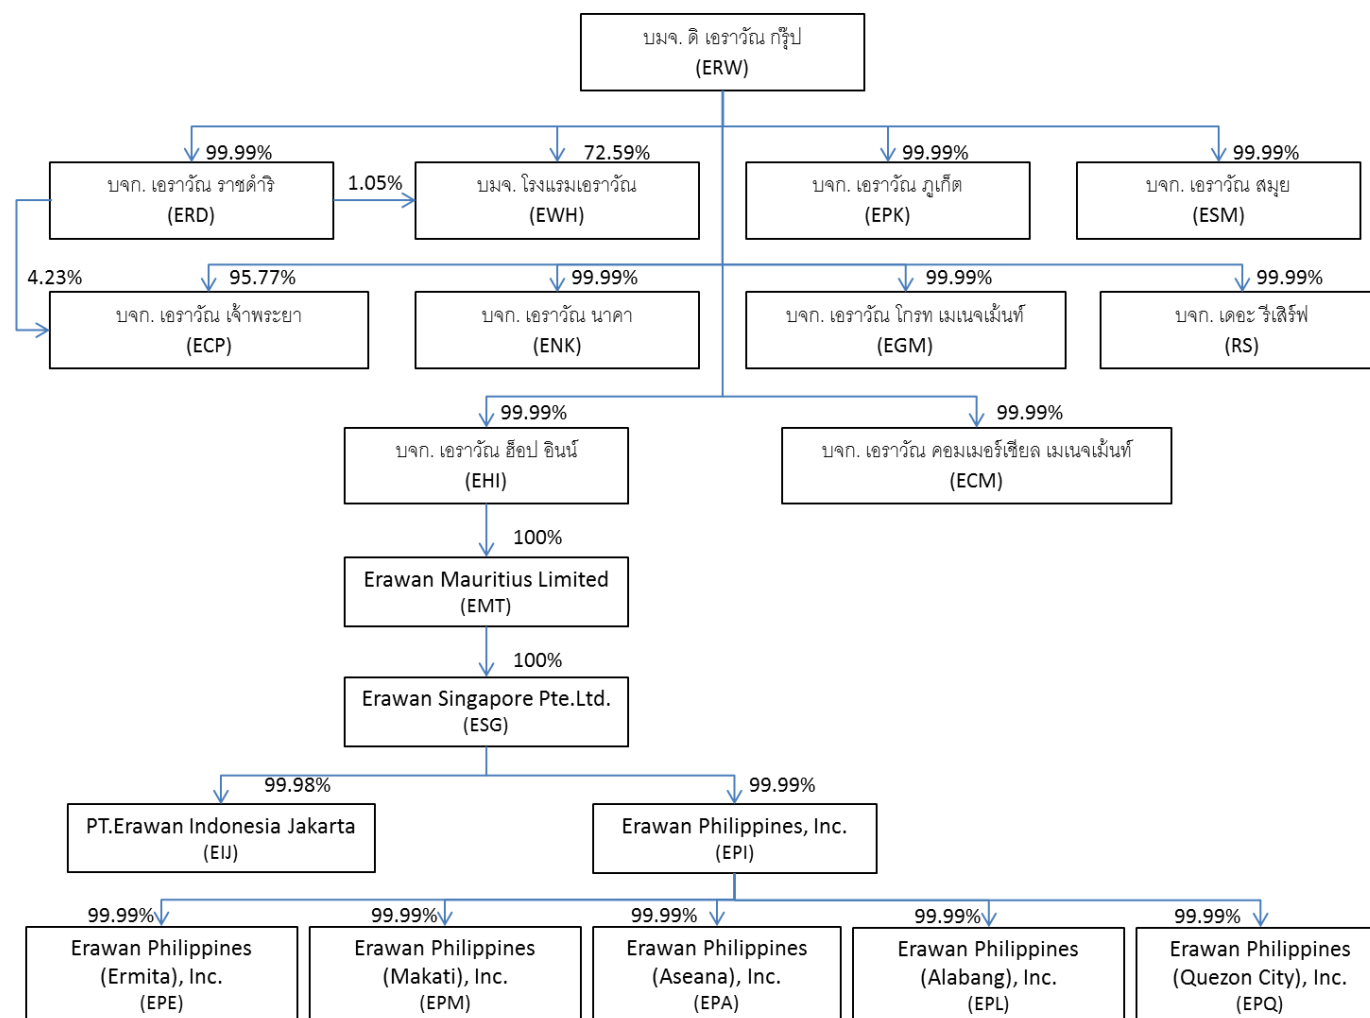 บมจ. ดิ เอราวัณ กรุ๊ป
(ERW)
99.99%
72.59%
99.99%
99.99%
บจก. เอราวัณ ราชดำริ
(ERD)
1.05%
บมจ. โรงแรมเอราวัณ
(EWH)
บจก. เอราวัณ ภูเก็ต
(EPK)
บจก. เอราวัณ สมุย
(ESM)
4.23%
95.77%
99.99%
99.99%
99.99%
บจก. เอราวัณ เจ้าพระยา
(ECP)
บจก. เอราวัณ นาคา
(ENK)
บจก. เอราวัณ โกรท เมเนจเม้นท์
(EGM)
บจก. เดอะ รีเสิร์ฟ
(RS)
99.99%
99.99%
บจก. เอราวัณ ฮ็อป อินน์
(EHI)
บจก. เอราวัณ คอมเมอร์เชียล เมเนจเม้นท์
(ECM)
100%
Erawan Mauritius Limited
(EMT)
100%
Erawan Singapore Pte.Ltd.
(ESG)
99.98%
99.99%
PT.Erawan Indonesia Jakarta
(EIJ)
Erawan Philippines, Inc.
(EPI)
99.99%
99.99%
99.99%
99.99%
99.99%
Erawan Philippines
(Ermita), Inc.
(EPE)
Erawan Philippines
(Makati), Inc.
(EPM)
Erawan Philippines
(Aseana), Inc.
(EPA)
Erawan Philippines
(Alabang), Inc.
(EPL)
Erawan Philippines
(Quezon City), Inc.
(EPQ)